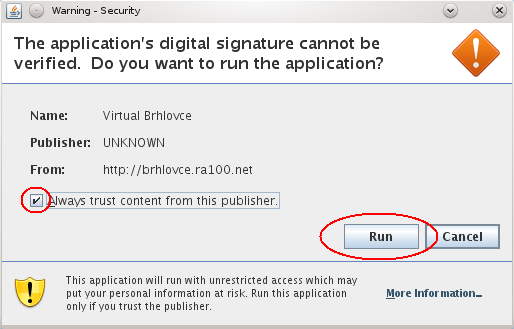 Warning - Security
The application's digital signature cannot be
verified.  Do you want to run the application?
Name: Virtual Brhlovce
Publisher: UNKNOWN
From: http://brhlovce.ra100.net
Always trust content from this publisher.
Run Cancel
This application will run with unrestricted access which may
put your personal information at risk. Run this application
only if you trust the publisher.
More Information...